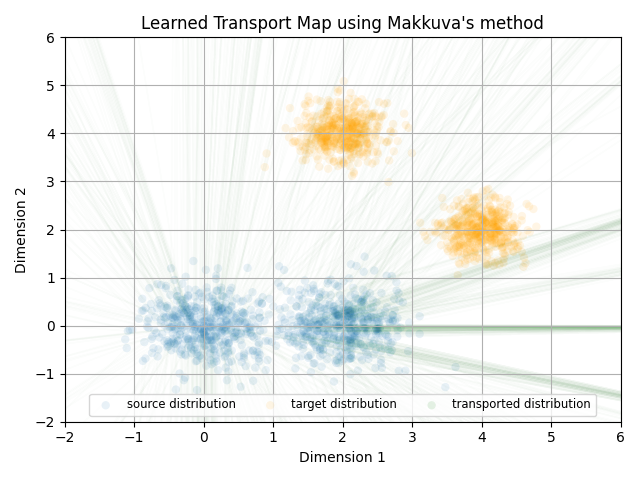 Learned Transport Map using Makkuva's method
6
5
4
3
2
1
0
−1
−2
Dimension 2
source distribution target distribution transported distribution
−2 −1 0 1 2 3 4 5 6
Dimension 1